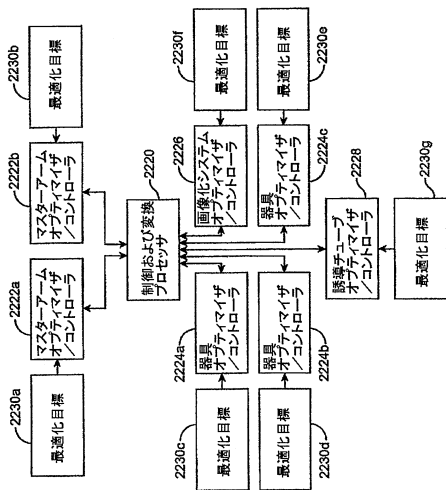 2230a
最適化目標
2222a
マスターアーム
オプティマイザ
/コントローラ
2222b
マスターアーム
オプティマイザ
/コントローラ
2230b
最適化目標
2220
制御および変換
プロセッサ
2230c
最適化目標
2224a
器具
オプティマイザ
/コントローラ
2226
画像化システム
オプティマイザ
/コントローラ
2230f
最適化目標
2230d
最適化目標
2224b
器具
オプティマイザ
/コントローラ
2224c
器具
オプティマイザ
/コントローラ
2230e
最適化目標
2228
誘導チューブ
オプティマイザ
/コントローラ
2230g
最適化目標